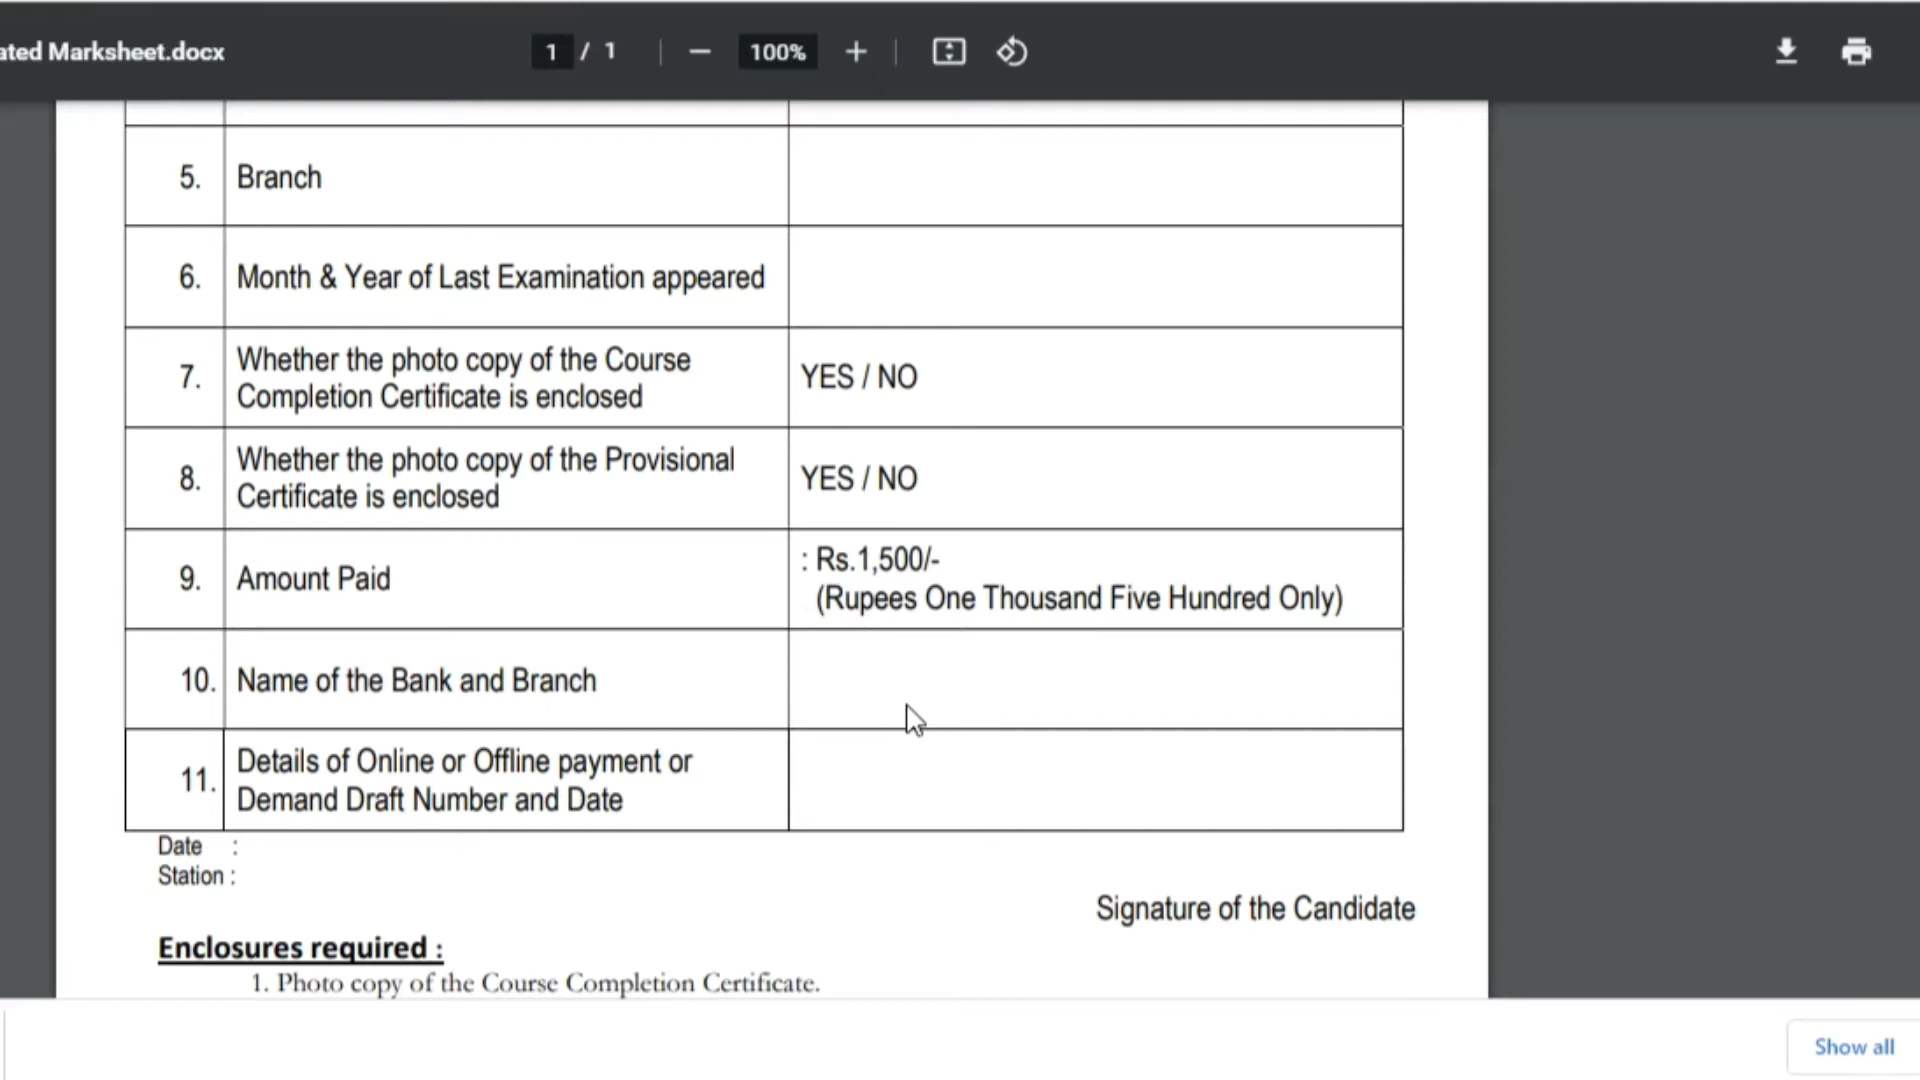 ated Marksheet.docx
1 / 1
100%
5. Branch
6. Month & Year of Last Examination appeared
7. Whether the photo copy of the Course
Completion Certificate is enclosed
YES / NO
8. Whether the photo copy of the Provisional
Certificate is enclosed
YES / NO
9. Amount Paid
: Rs.1,500/-
(Rupees One Thousand Five Hundred Only)
10. Name of the Bank and Branch
11. Details of Online or Offline payment or
Demand Draft Number and Date
Date :
Station :
Signature of the Candidate
Enclosures required :
1. Photo copy of the Course Completion Certificate.
Show all